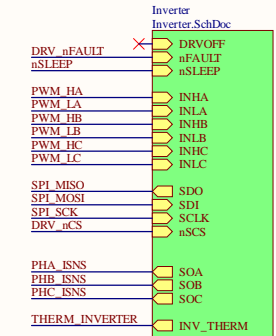 Inverter
Inverter.SchDoc
DRVOFF
DRV_nFAULT nFAULT
nSLEEP nSLEEP
PWM_HA INHA
PWM_LA INLA
PWM_HB INHB
PWM_LB INLB
PWM_HC INHC
PWM_LC INLC
SPI_MISO SDO
SPI_MOSI SDI
SPI_SCK SCLK
DRV_nCS nSCS
PHA_ISNS SOA
PHB_ISNS SOB
PHC_ISNS SOC
THERM_INVERTER INV_THERM